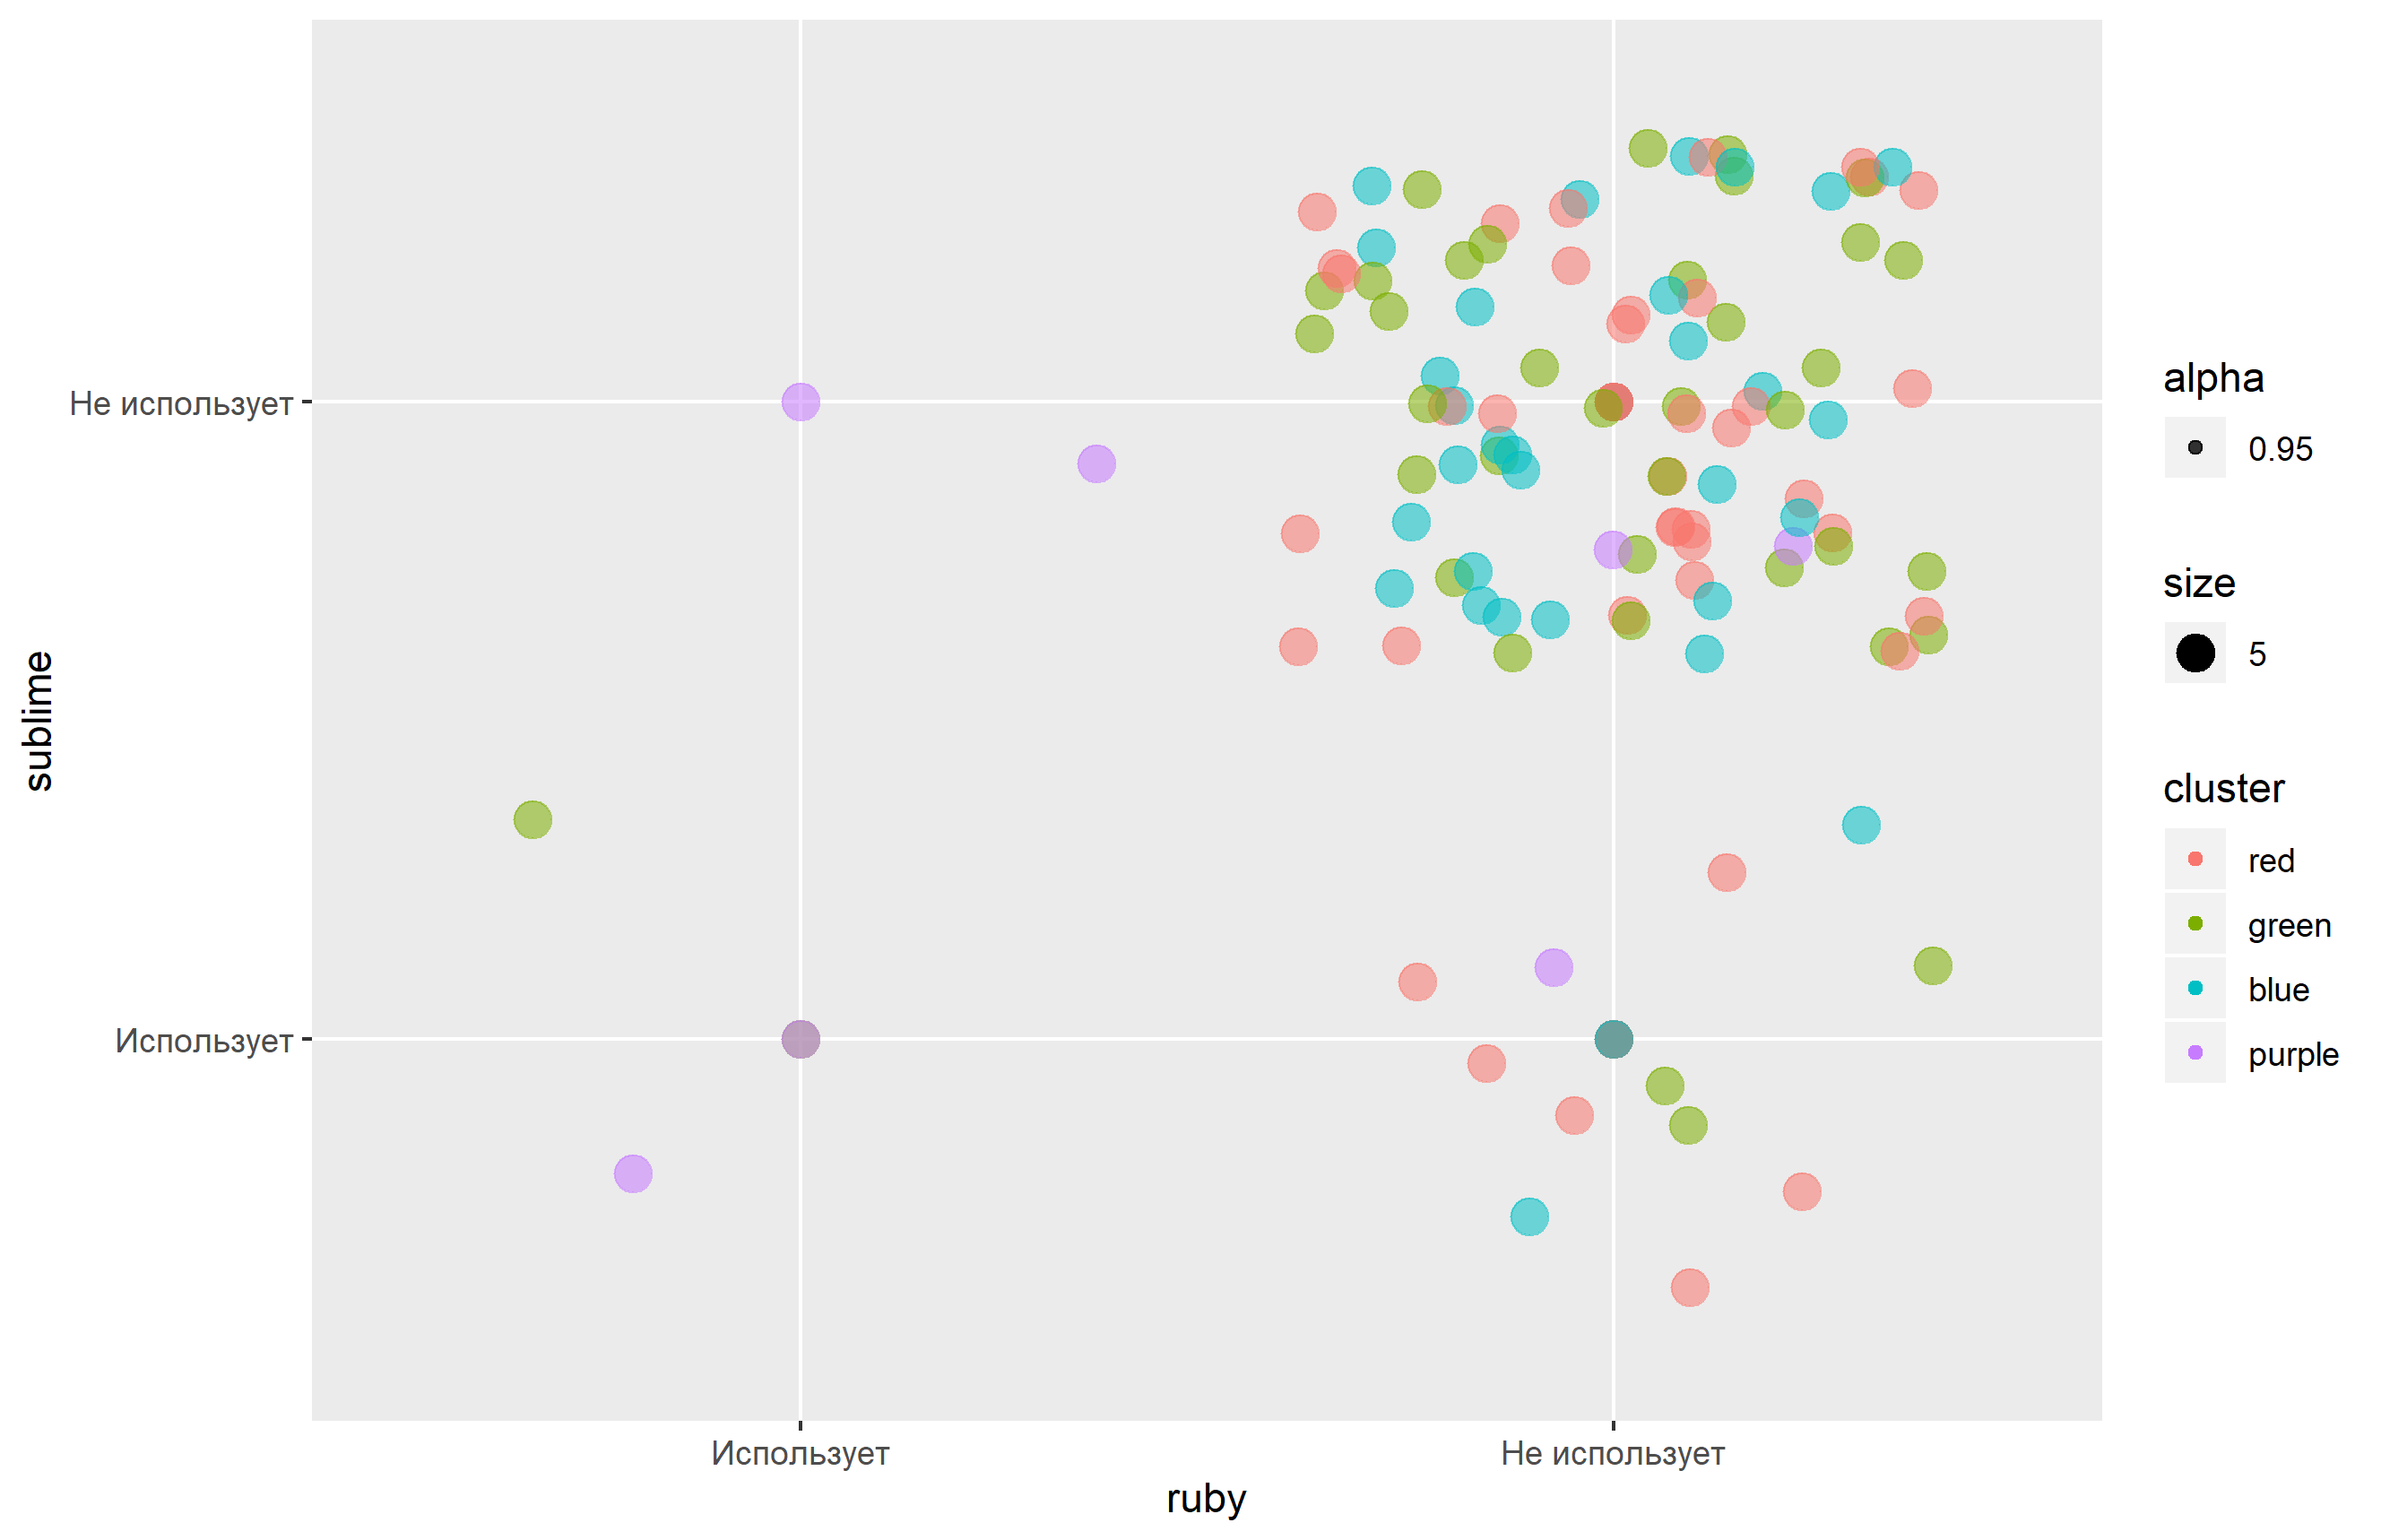 sublime
Не использует
Использует
Использует
Не использует
ruby
alpha
0.95
size
5
cluster
red
green
blue
purple